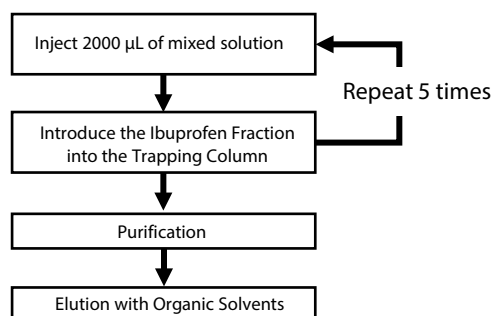 Inject 2000 µL of mixed solution
Repeat 5 times
Introduce the Ibuprofen Fraction
into the Trapping Column
Purification
Elution with Organic Solvents